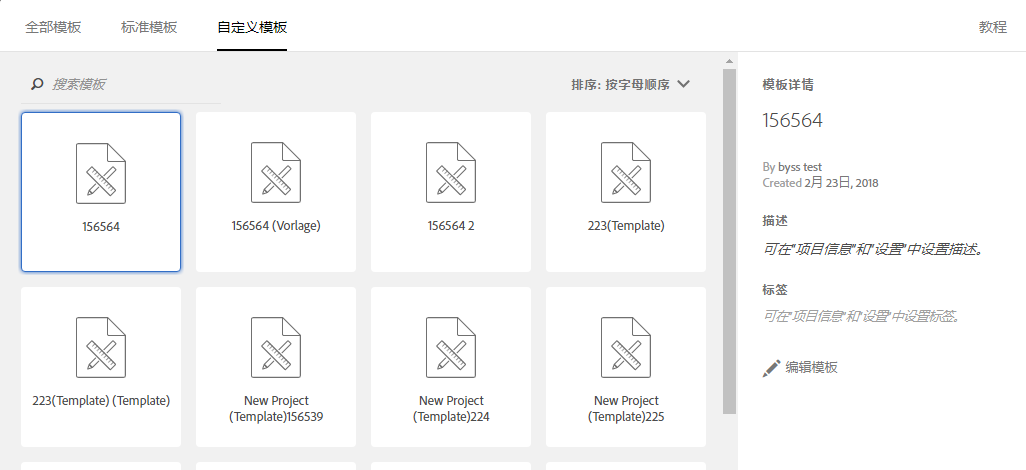 全部模板 标准模板 自定义模板 教程
搜索模板 排序: 按字母顺序
156564
156564 (Vorlage)
156564 2
223(Template)
223(Template) (Template)
New Project
(Template)156539
New Project
(Template)224
New Project
(Template)225
模板详情
156564
By byss test
Created 2月 23日, 2018
描述
可在"项目信息"和"设置"中设置描述。
标签
可在"项目信息"和"设置"中设置标签。
编辑模板